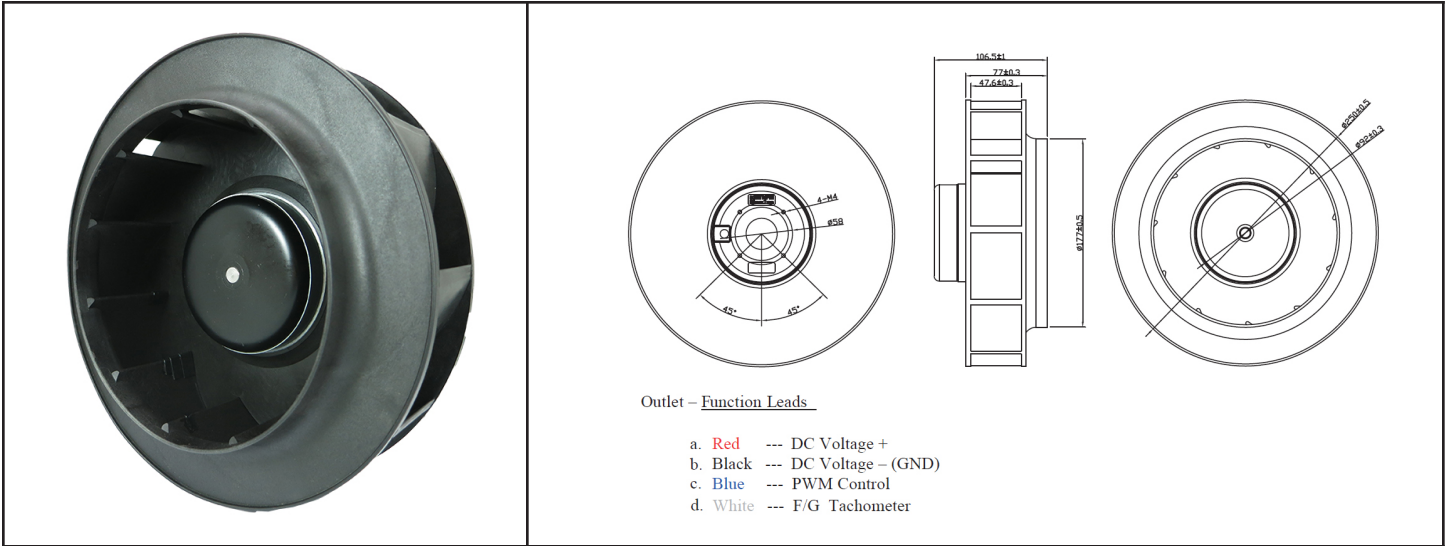 106.5±1
77±0.3
47.6±0.3
ø250±0.5
ø92±0.3
4-M4
ø58
ø177±0.5
45°
45°
Outlet – Function Leads
a. Red --- DC Voltage +
b. Black --- DC Voltage – (GND)
c. Blue --- PWM Control
d. White --- F/G Tachometer